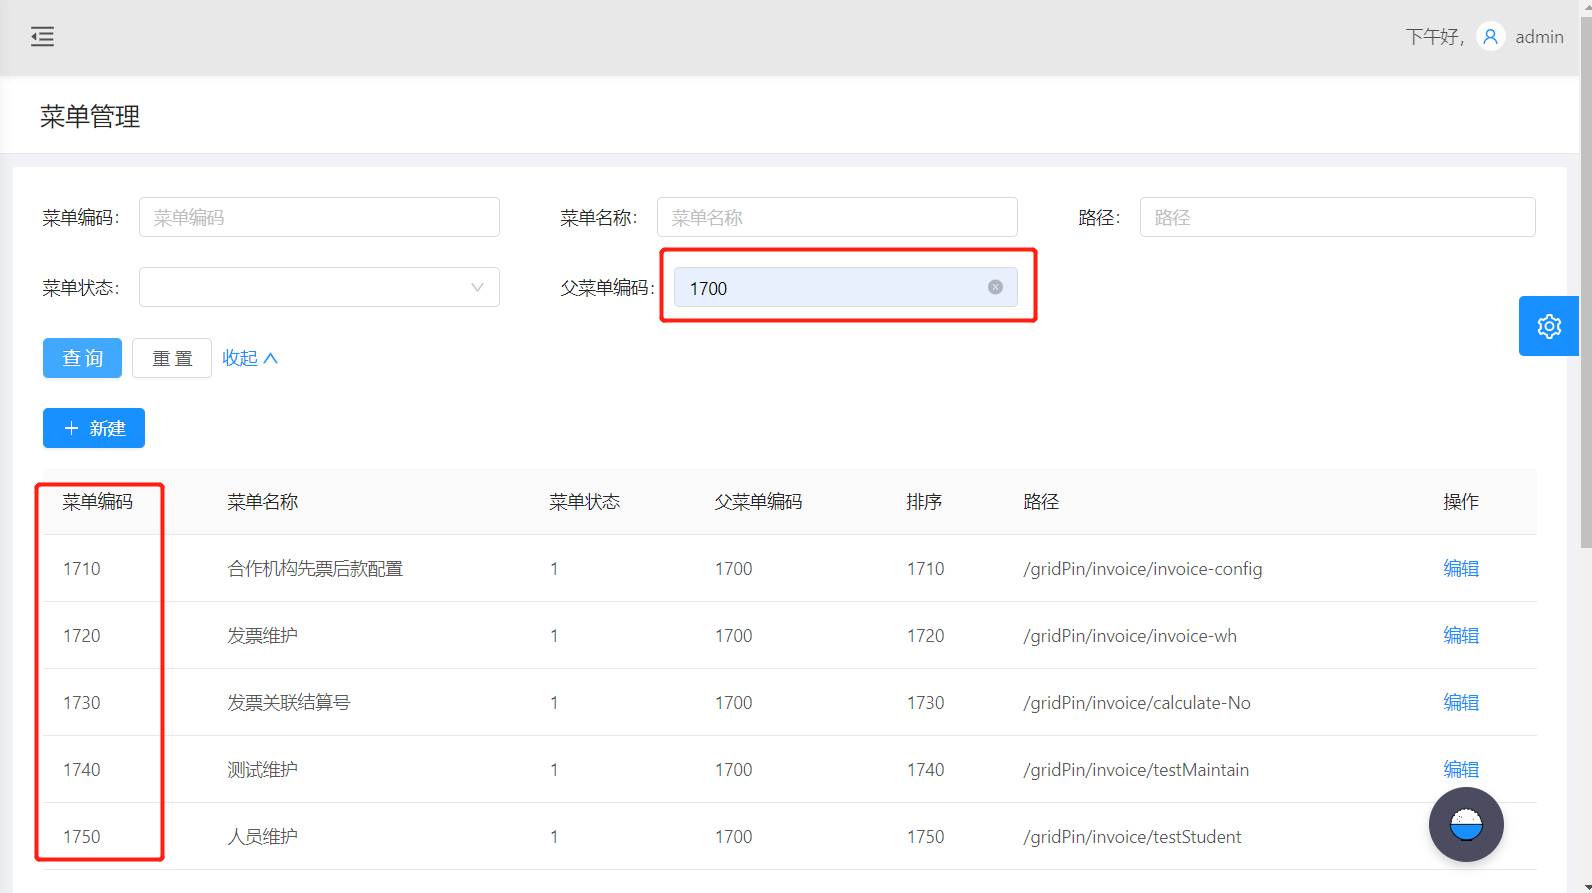 下午好， admin
菜单管理
菜单编码： 菜单编码 菜单名称： 菜单名称 路径： 路径
菜单状态： 父菜单编码： 1700
查 询 重 置 收起
+ 新建
菜单编码 菜单名称 菜单状态 父菜单编码 排序 路径 操作
1710 合作机构先票后款配置 1 1700 1710 /gridPin/invoice/invoice-config 编辑
1720 发票维护 1 1700 1720 /gridPin/invoice/invoice-wh 编辑
1730 发票关联结算号 1 1700 1730 /gridPin/invoice/calculate-No 编辑
1740 测试维护 1 1700 1740 /gridPin/invoice/testMaintain 编辑
1750 人员维护 1 1700 1750 /gridPin/invoice/testStudent